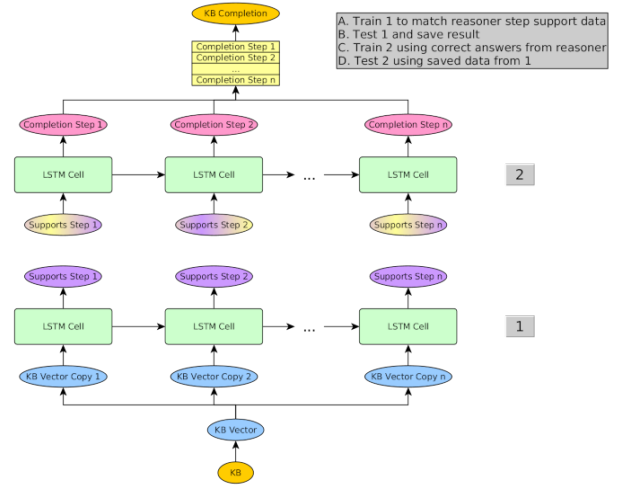 KB Completion
A. Train 1 to match reasoner step support data
B. Test 1 and save result
C. Train 2 using correct answers from reasoner
D. Test 2 using saved data from 1
Completion Step 1
Completion Step 2
...
Completion Step n
Completion Step 1
Completion Step 2
Completion Step n
LSTM Cell
LSTM Cell
...
LSTM Cell
2
Supports Step 1
Supports Step 2
Supports Step n
Supports Step 1
Supports Step 2
Supports Step n
LSTM Cell
LSTM Cell
...
LSTM Cell
1
KB Vector Copy 1
KB Vector Copy 2
KB Vector Copy n
KB Vector
KB